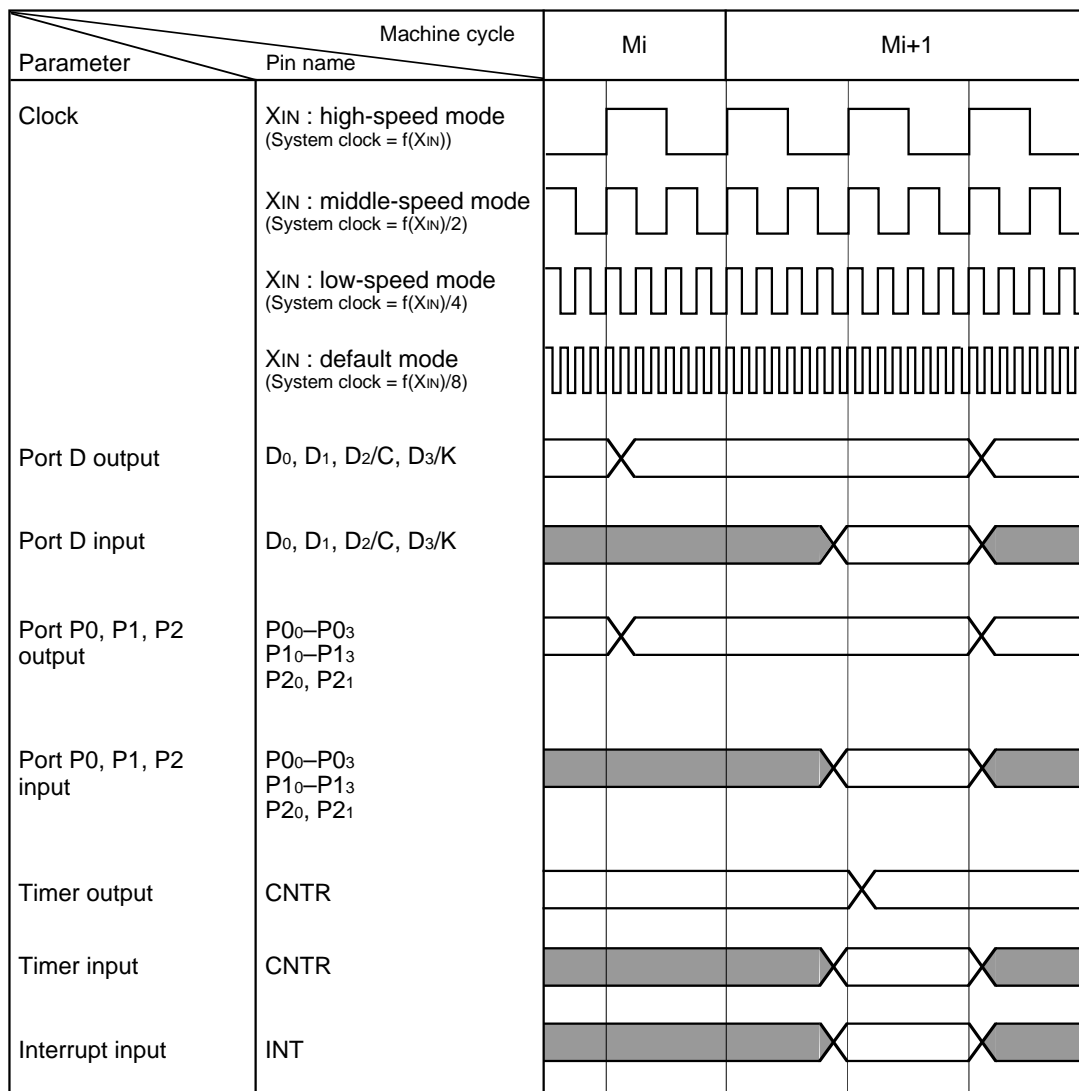 Machine cycle
Parameter
Pin name
Mi
Mi+1
Clock
XIN : high-speed mode
(System clock = f(XIN))
XIN : middle-speed mode
(System clock = f(XIN)/2)
XIN : low-speed mode
(System clock = f(XIN)/4)
XIN : default mode
(System clock = f(XIN)/8)
Port D output
D0, D1, D2/C, D3/K
Port D input
D0, D1, D2/C, D3/K
Port P0, P1, P2
output
P00–P03
P10–P13
P20, P21
Port P0, P1, P2
input
P00–P03
P10–P13
P20, P21
Timer output
CNTR
Timer input
CNTR
Interrupt input
INT